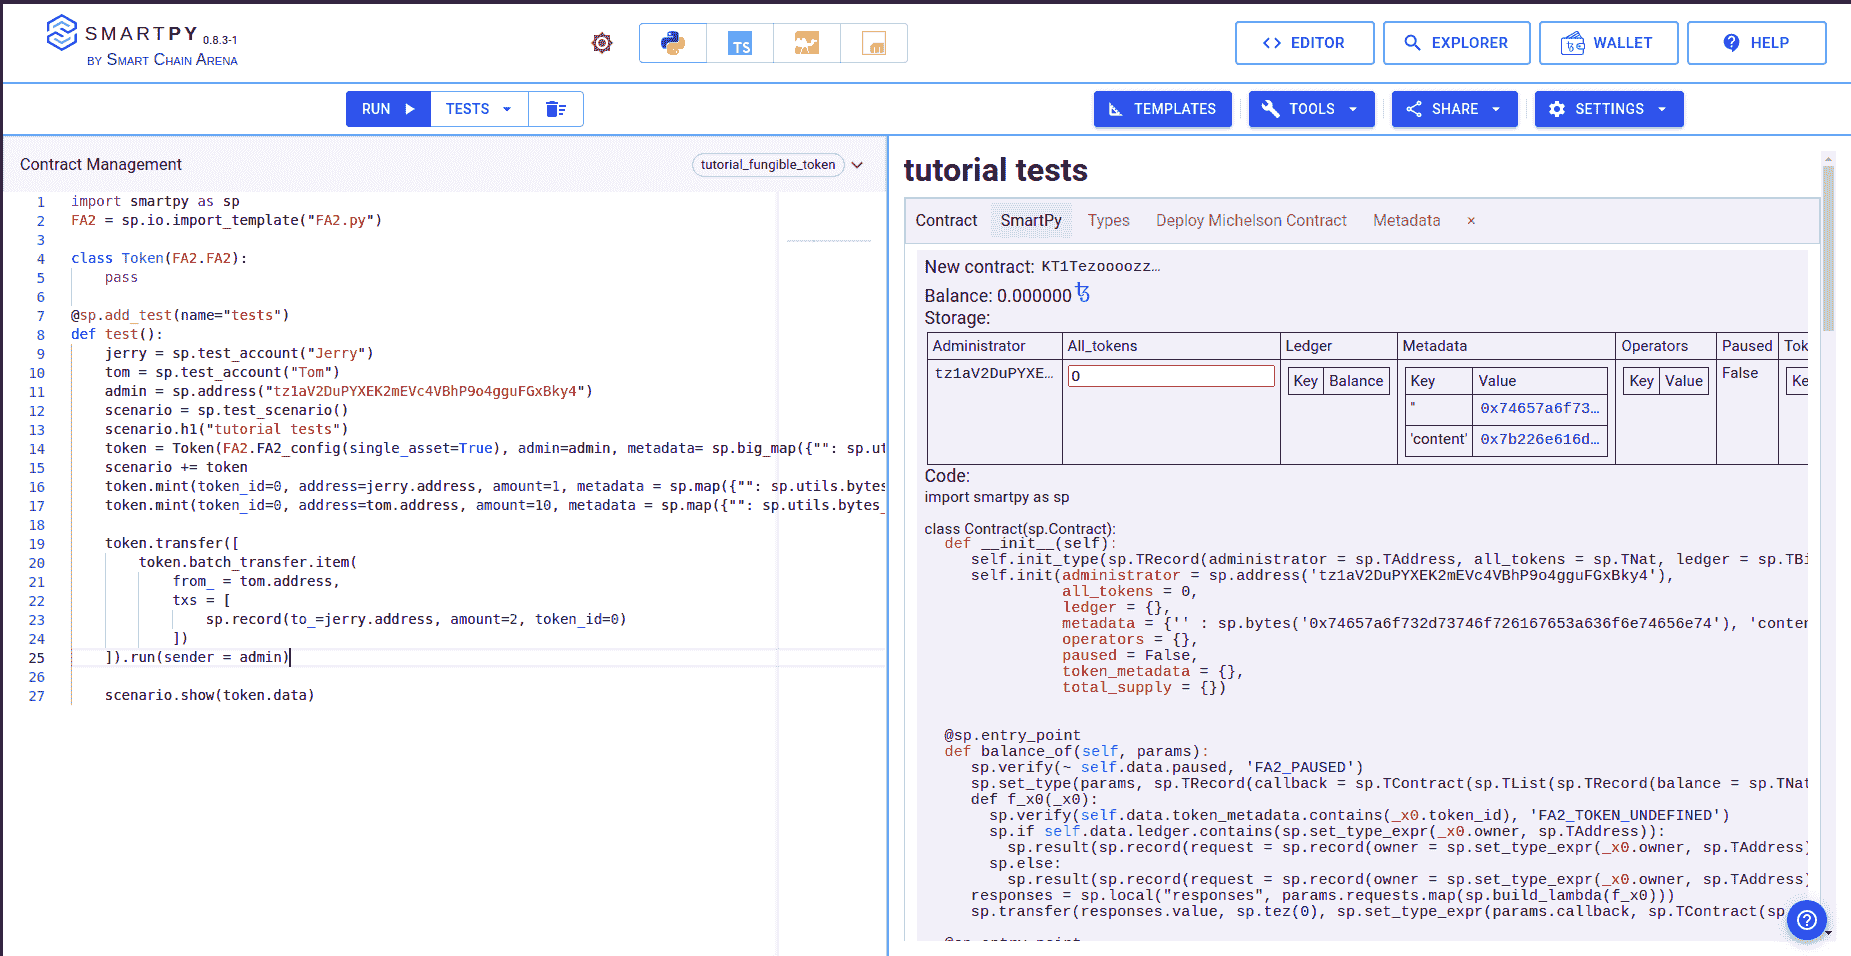 SMARTPY 0.8.3-1
BY SMART CHAIN ARENA
TS
EDITOR
EXPLORER
WALLET
HELP
RUN
TESTS
TEMPLATES
TOOLS
SHARE
SETTINGS
Contract Management
tutorial_fungible_token
1 import smartpy as sp
2 FA2 = sp.io.import_template("FA2.py")
3
4 class Token(FA2.FA2):
5     pass
6
7 @sp.add_test(name="tests")
8 def test():
9     jerry = sp.test_account("Jerry")
10     tom = sp.test_account("Tom")
11     admin = sp.address("tz1aV2DuPYXEK2mEVc4VBhP9o4gguFGxBky4")
12     scenario = sp.test_scenario()
13     scenario.h1("tutorial tests")
14     token = Token(FA2.FA2_config(single_asset=True), admin=admin, metadata= sp.big_map({"": sp.ut
15     scenario += token
16     token.mint(token_id=0, address=jerry.address, amount=1, metadata = sp.map({"": sp.utils.bytes
17     token.mint(token_id=0, address=tom.address, amount=10, metadata = sp.map({"": sp.utils.bytes_
18
19     token.transfer([
20         token.batch_transfer.item(
21             from_ = tom.address,
22             txs = [
23                 sp.record(to_=jerry.address, amount=2, token_id=0)
24             ])
25     ]).run(sender = admin)
26
27     scenario.show(token.data)
tutorial tests
Contract SmartPy Types Deploy Michelson Contract Metadata ×
New contract: KT1Tezoooozz…
Balance: 0.000000ꜩ
Storage:
Administrator All_tokens Ledger Metadata Operators Paused Tok
tz1aV2DuPYXE… 0 Key Balance Key Value Key Value False Ke
" 0x74657a6f73…
'content' 0x7b226e616d…
Code:
import smartpy as sp
class Contract(sp.Contract):
  def __init__(self):
    self.init_type(sp.TRecord(administrator = sp.TAddress, all_tokens = sp.TNat, ledger = sp.TBi
    self.init(administrator = sp.address('tz1aV2DuPYXEK2mEVc4VBhP9o4gguFGxBky4'),
              all_tokens = 0,
              ledger = {},
              metadata = {'' : sp.bytes('0x74657a6f732d73746f726167653a636f6e74656e74'), 'conten
              operators = {},
              paused = False,
              token_metadata = {},
              total_supply = {})
  @sp.entry_point
  def balance_of(self, params):
    sp.verify(~ self.data.paused, 'FA2_PAUSED')
    sp.set_type(params, sp.TRecord(callback = sp.TContract(sp.TList(sp.TRecord(balance = sp.TNat
    def f_x0(_x0):
      sp.verify(self.data.token_metadata.contains(_x0.token_id), 'FA2_TOKEN_UNDEFINED')
      sp.if self.data.ledger.contains(sp.set_type_expr(_x0.owner, sp.TAddress)):
        sp.result(sp.record(request = sp.record(owner = sp.set_type_expr(_x0.owner, sp.TAddress)
      sp.else:
        sp.result(sp.record(request = sp.record(owner = sp.set_type_expr(_x0.owner, sp.TAddress)
    responses = sp.local("responses", params.requests.map(sp.build_lambda(f_x0)))
    sp.transfer(responses.value, sp.tez(0), sp.set_type_expr(params.callback, sp.TContract(sp
  @sp.entry_point